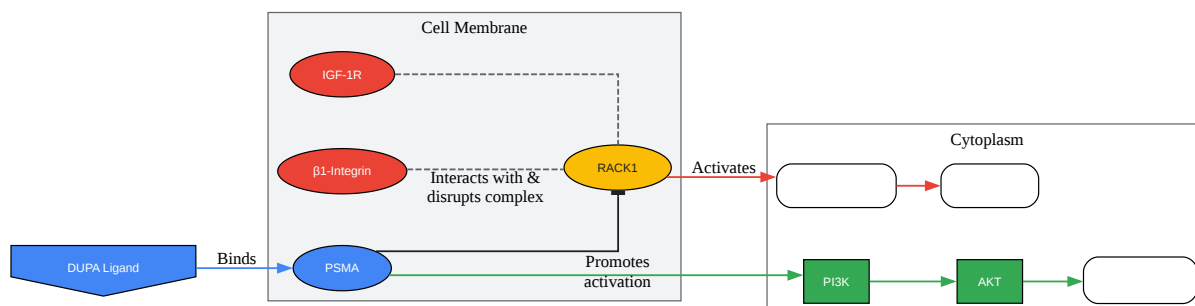 Cell Membrane
IGF-1R
Cytoplasm
β1-Integrin
RACK1
Activates
Interacts with &
disrupts complex
DUPA Ligand
Binds
PSMA
Promotes
activation
PI3K
AKT